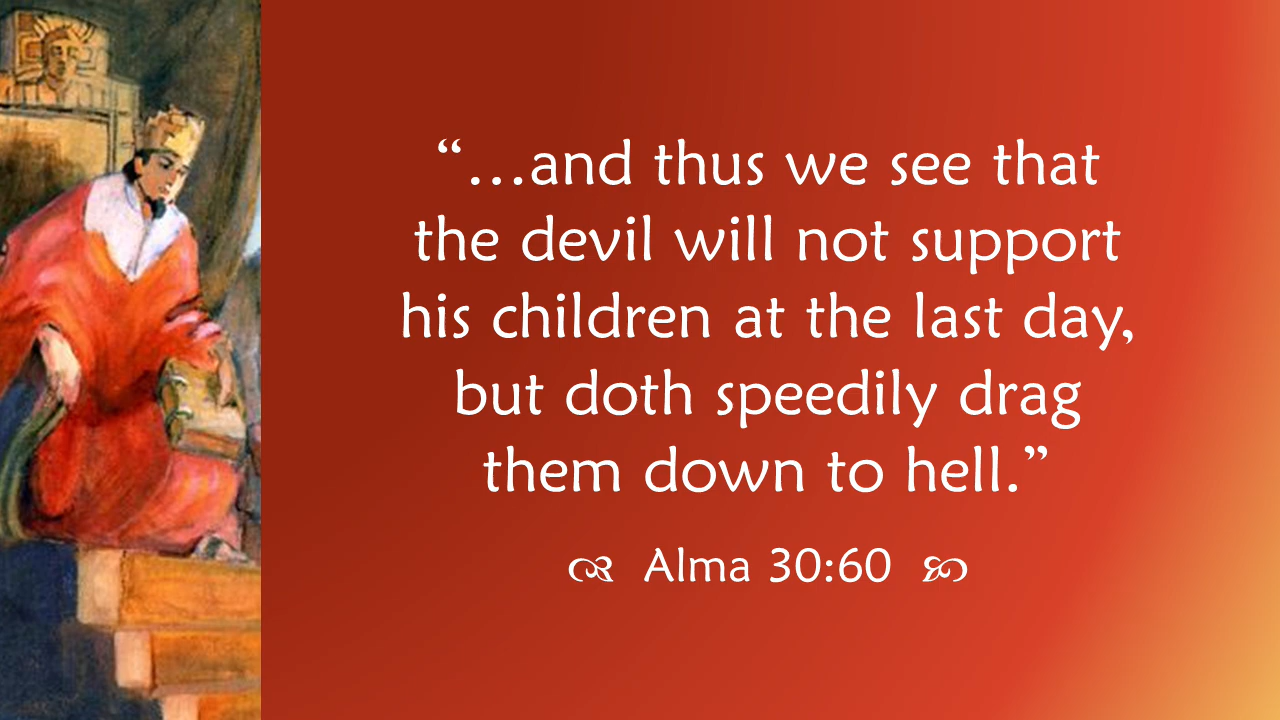 “…and thus we see that
the devil will not support
his children at the last day,
but doth speedily drag
them down to hell.”
Alma 30:60